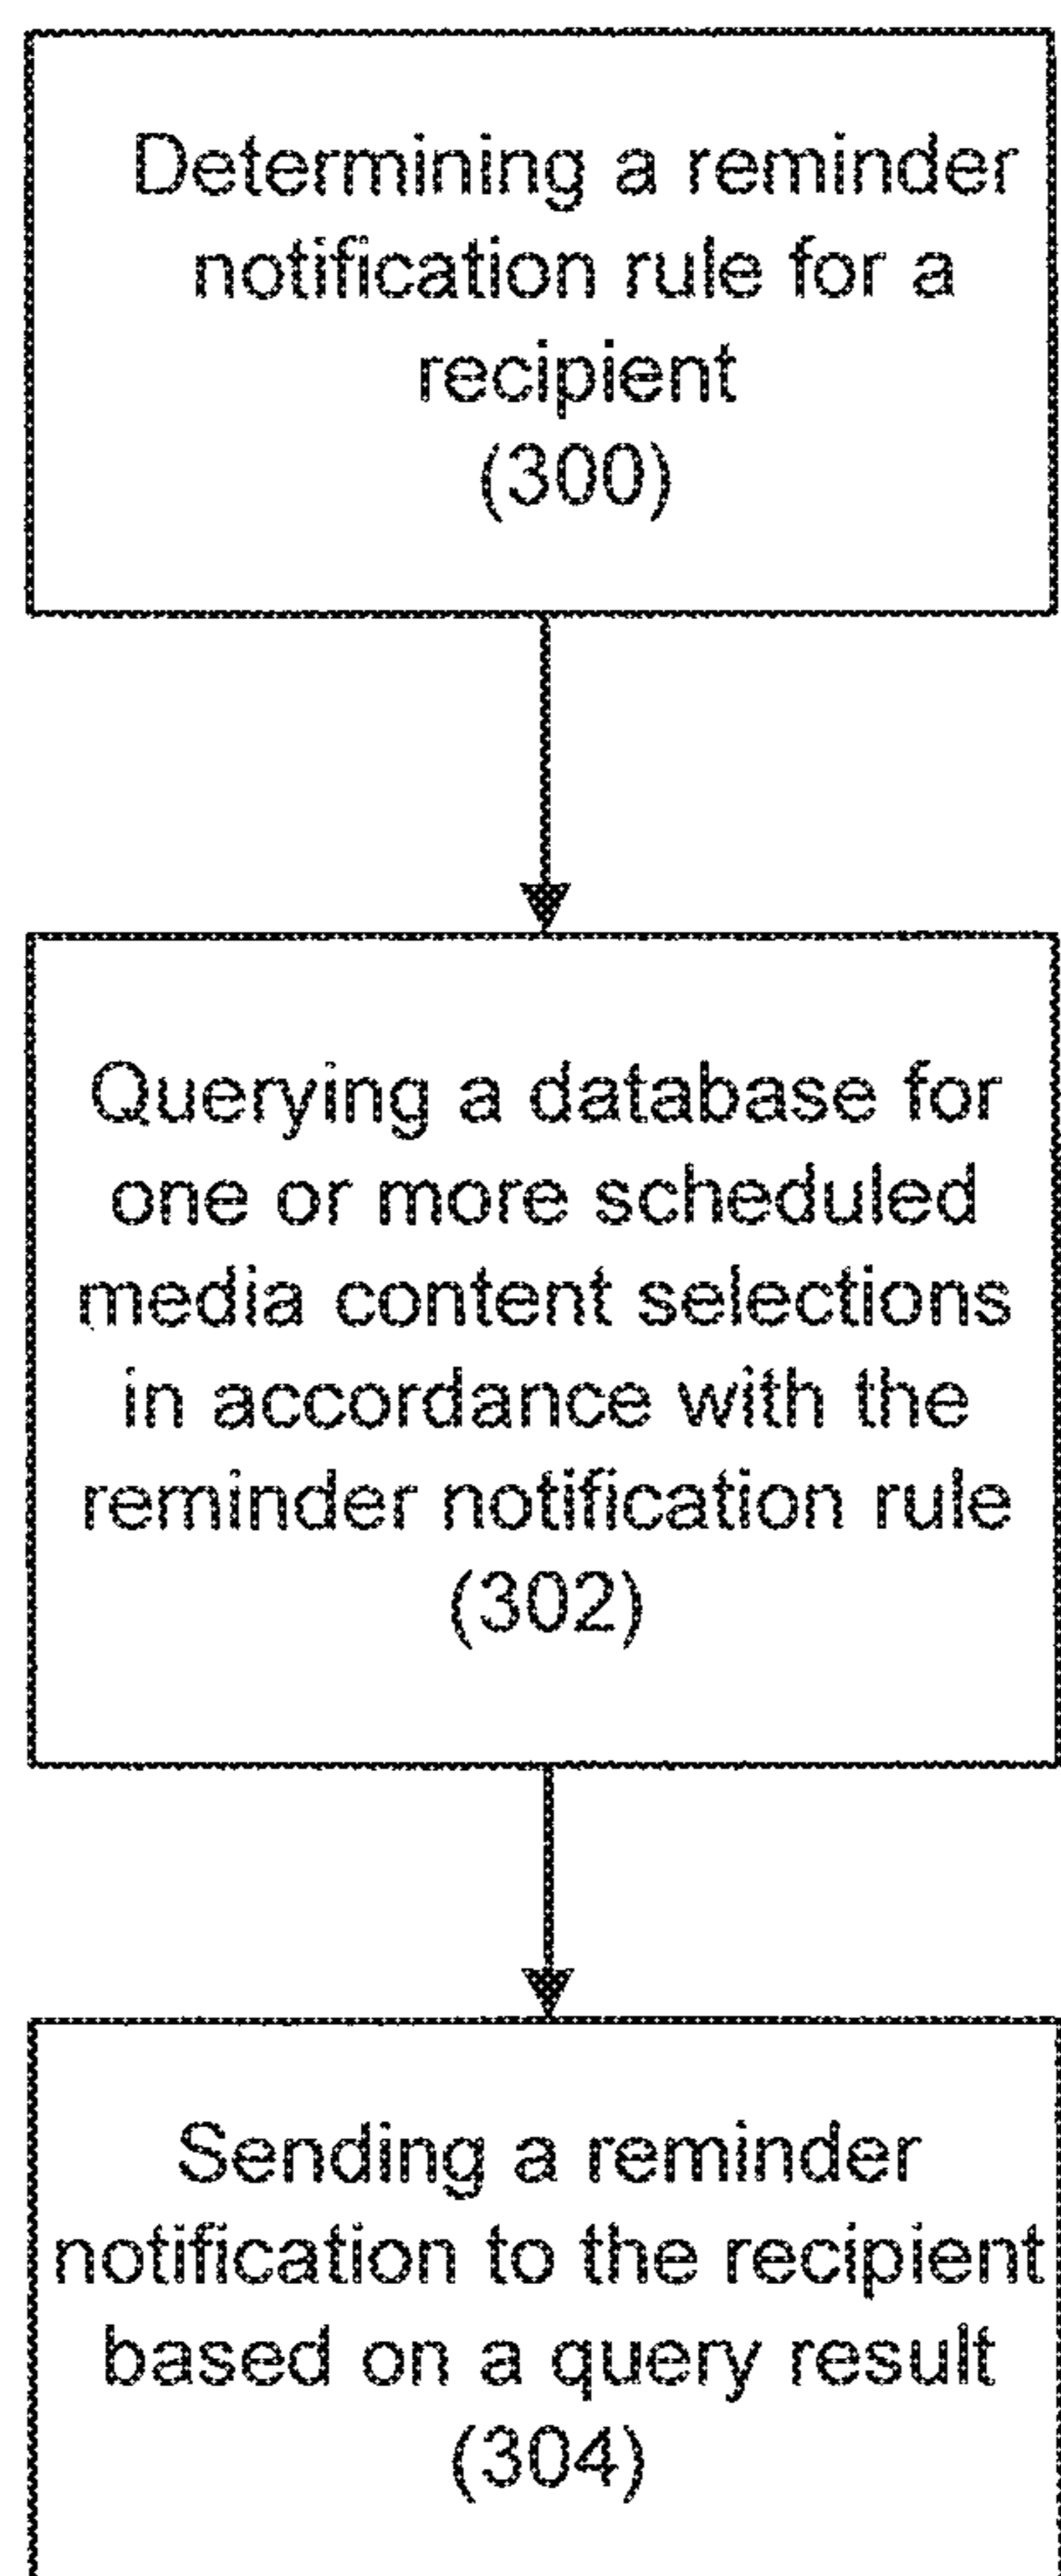 Determining a reminder
notification rule for a
recipient
(300)
Querying a database for
one or more scheduled
media content selections
in accordance with the
reminder notification rule
(302)
Sending a reminder
notification to the recipient
based on a query result
(304)